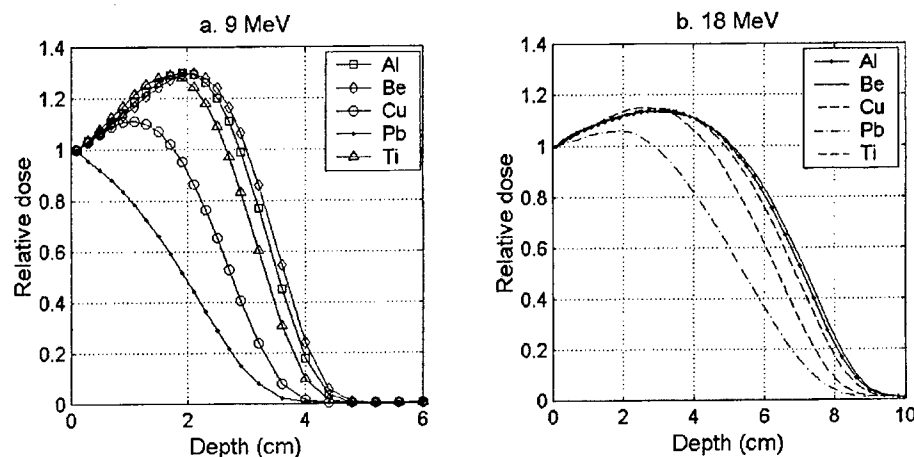 a. 9 MeV
1.4
1.2
1
0.8
0.6
0.4
0.2
0
Relative dose
0
2
4
6
Depth (cm)
Al
Be
Cu
Pb
Ti
b. 18 MeV
1.4
1.2
1
0.8
0.6
0.4
0.2
0
Relative dose
0
2
4
6
8
10
Depth (cm)
Al
Be
Cu
Pb
Ti